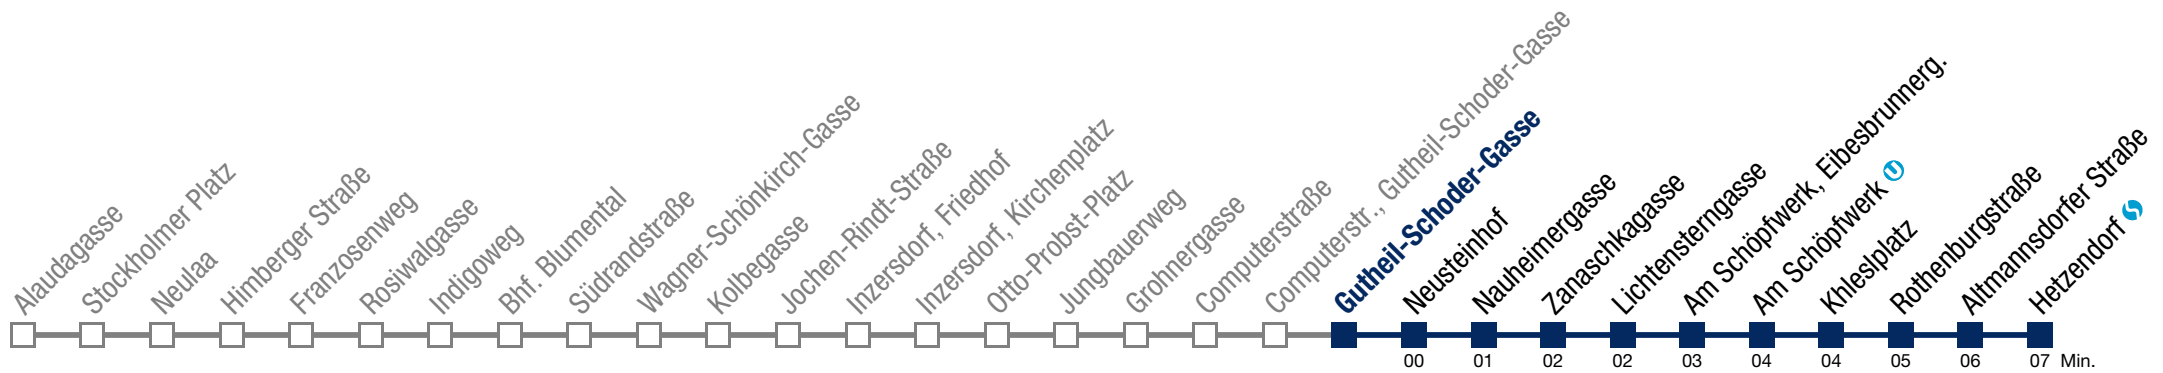 Alaudagasse
Stockholmer Platz
Neulaa
Himberger Straße
Franzosenweg
Rosiwalgasse
Indigoweg
Bhf. Blumental
Südrandstraße
Wagner-Schönkirch-Gasse
Kolbegasse
Jochen-Rindt-Straße
Inzersdorf, Friedhof
Inzersdorf, Kirchenplatz
Otto-Probst-Platz
Jungbauerweg
Grohnergasse
Computerstraße
Computerstr., Gutheil-Schoder-Gasse
Gutheil-Schoder-Gasse
Neusteinhof
Nauheimergasse
Zanaschkagasse
Lichtensterngasse
Am Schöpfwerk, Eibesbrunnerg.
Am Schöpfwerk U
Khleslplatz
Rothenburgstraße
Altmannsdorfer Straße
Hetzendorf S
00 01 02 02 03 04 04 05 06 07 Min.